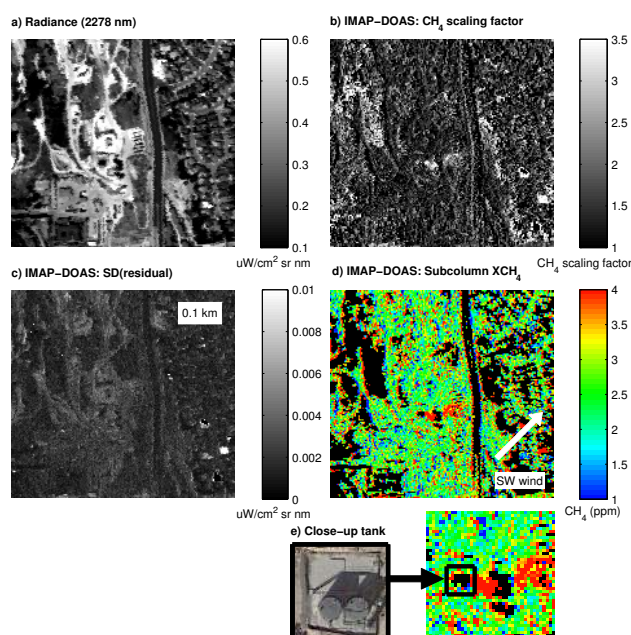 a) Radiance (2278 nm)
0.6
0.5
0.4
0.3
0.2
0.1
uW/cm² sr nm
b) IMAP−DOAS: CH₄ scaling factor
3.5
3
2.5
2
1.5
1
CH₄ scaling factor
c) IMAP−DOAS: SD(residual)
0.1 km
0.01
0.008
0.006
0.004
0.002
0
uW/cm² sr nm
d) IMAP−DOAS: Subcolumn XCH₄
SW wind
4
3.5
3
2.5
2
1.5
1
CH₄ (ppm)
e) Close−up tank